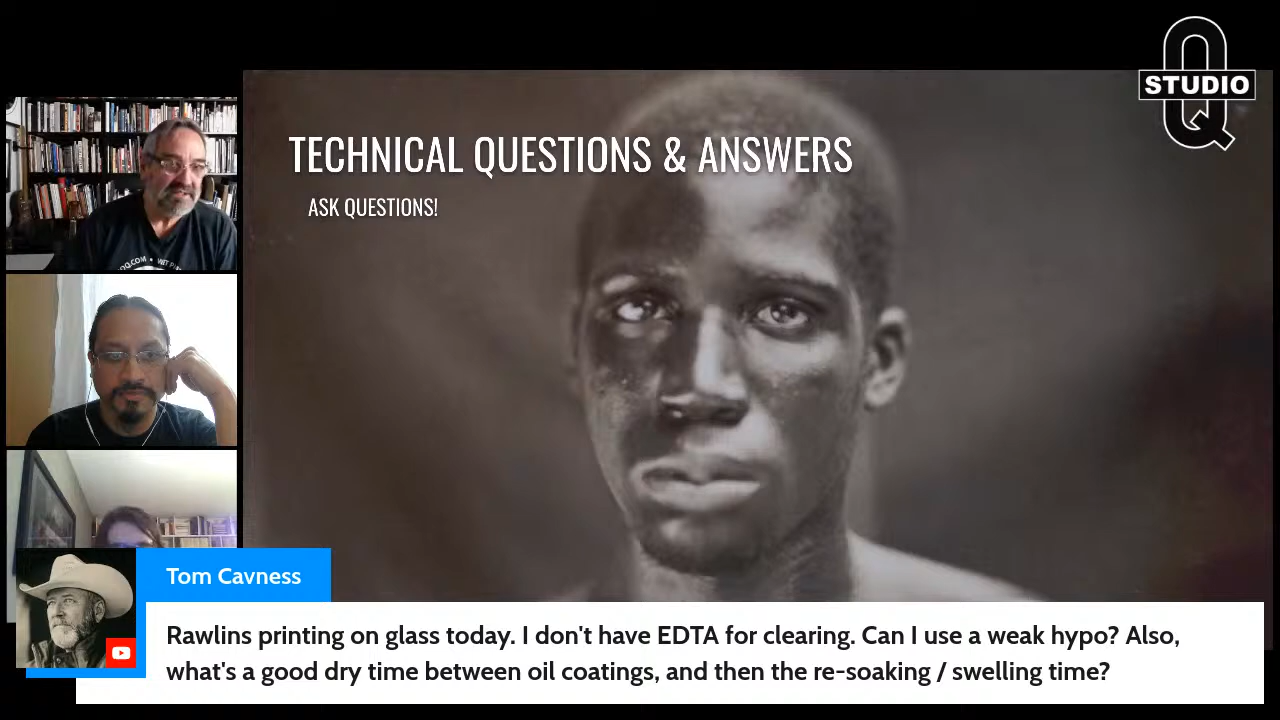 STUDIO
Q
TECHNICAL QUESTIONS & ANSWERS
ASK QUESTIONS!
Tom Cavness
Rawlins printing on glass today. I don't have EDTA for clearing. Can I use a weak hypo? Also,
what's a good dry time between oil coatings, and then the re-soaking / swelling time?